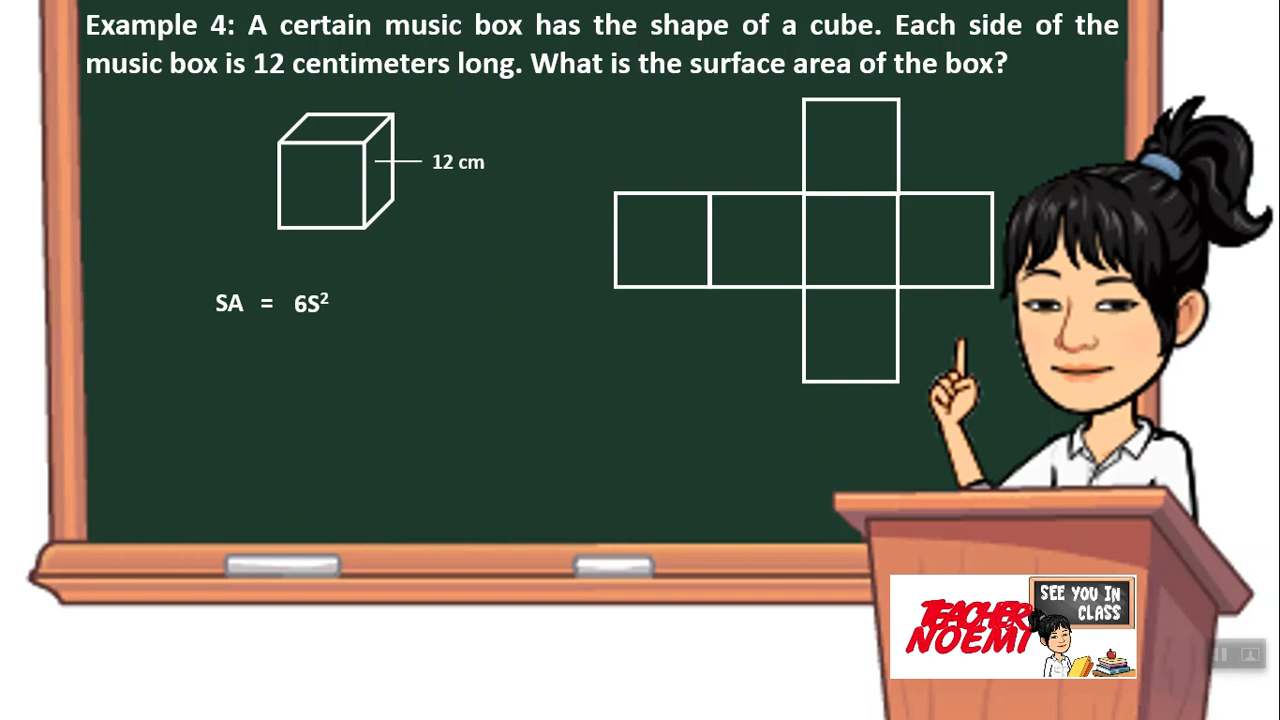 Example 4: A certain music box has the shape of a cube. Each side of the
music box is 12 centimeters long. What is the surface area of the box?
12 cm
SA = 6S²
SEE YOU IN
CLASS
TEACHER
NOEMI